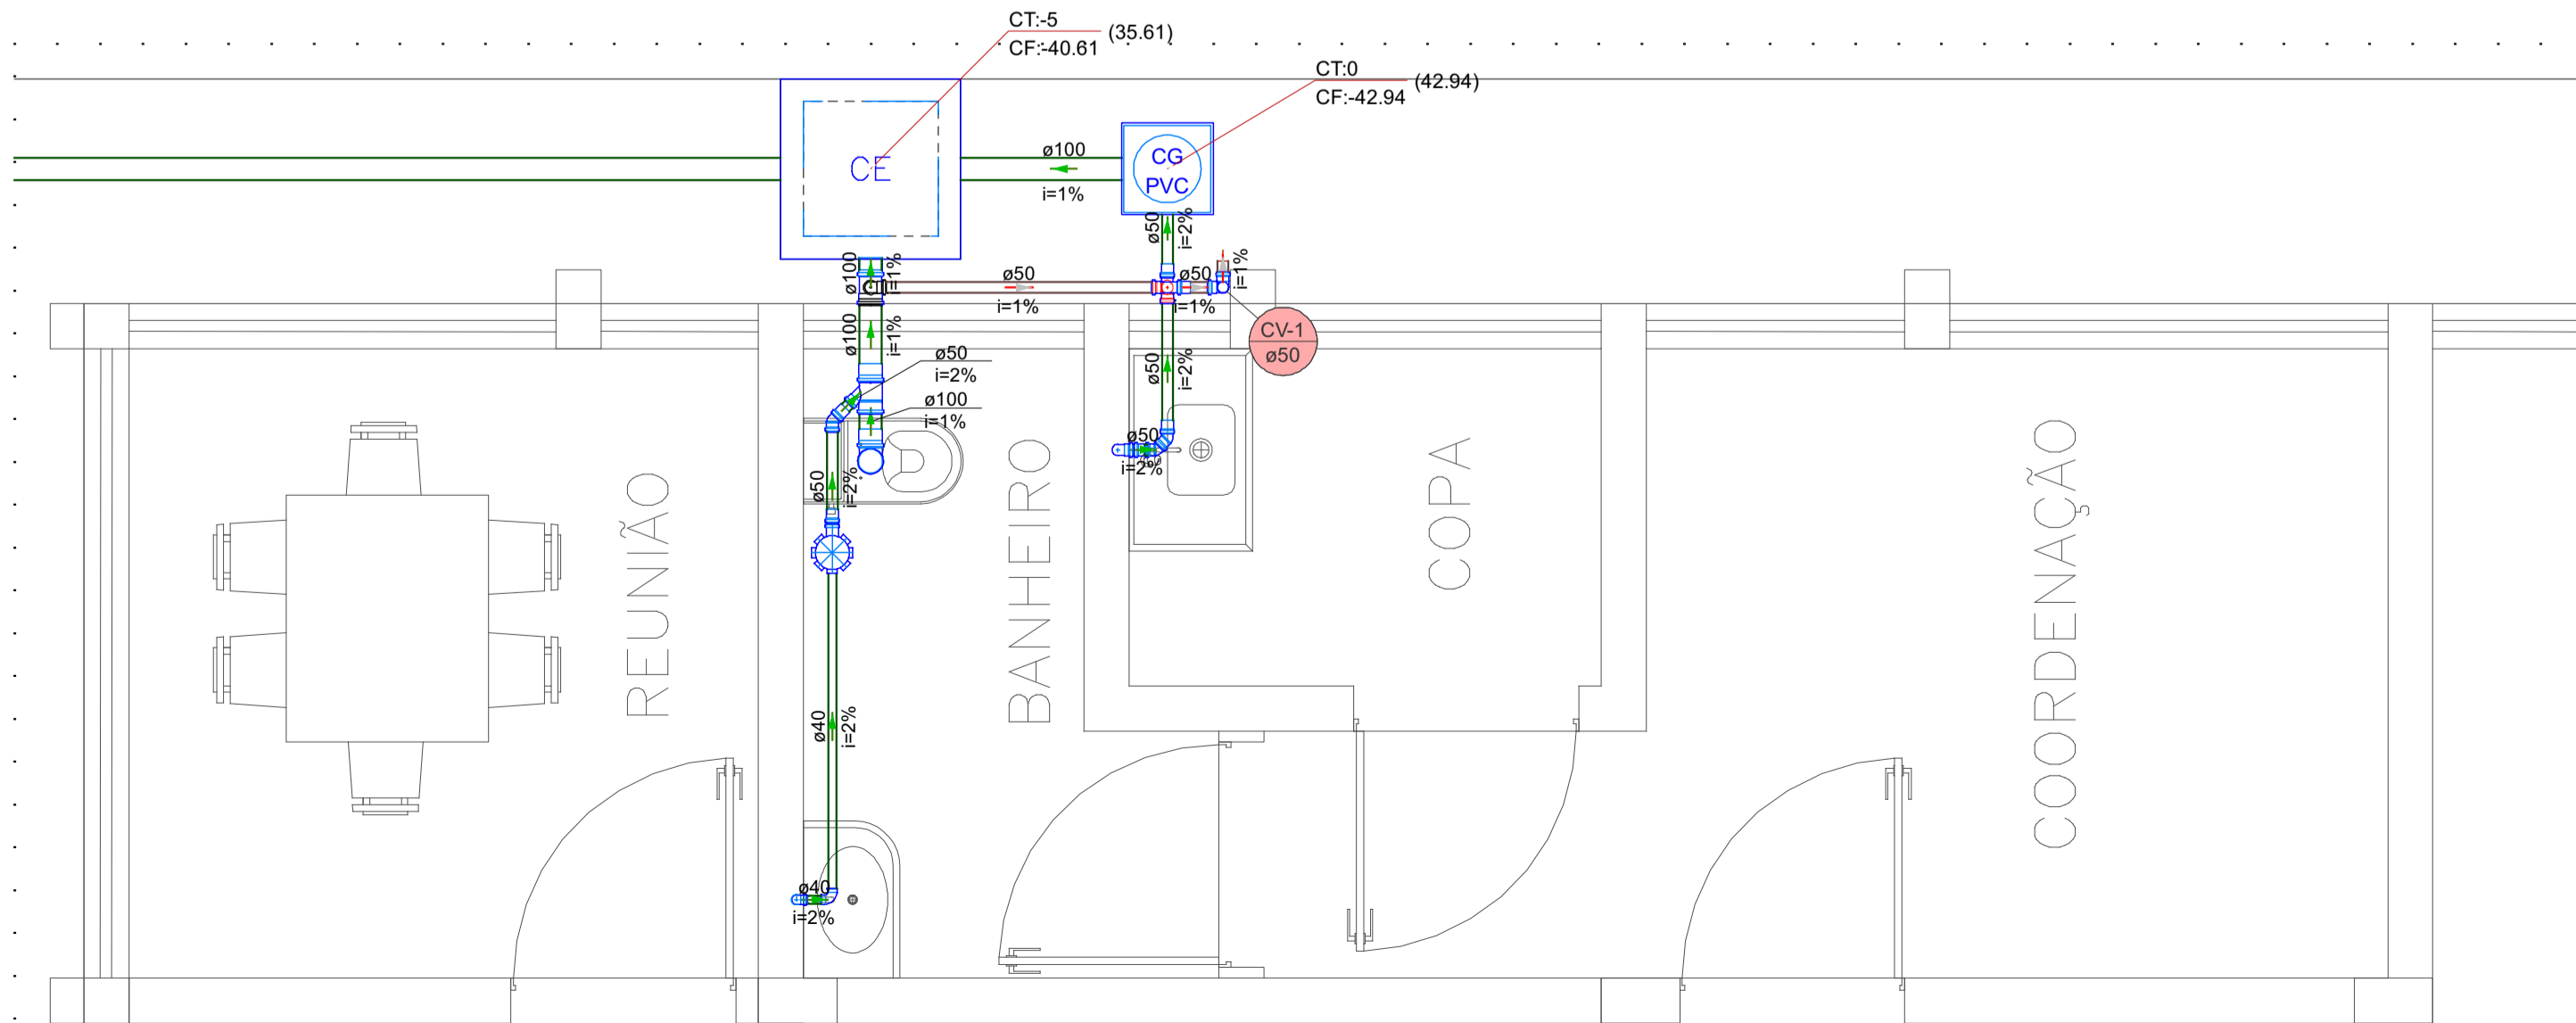 CT:-5
(35.61)
CF:-40.61
CT:0
(42.94)
CF:-42.94
CE
ø100
i=1%
CG
PVC
ø50
i=2%
ø100
i=1%
ø50
i=1%
ø50
i=1%
i=1%
CV-1
ø50
ø100
i=1%
ø50
i=2%
ø100
i=1%
ø50
i=2%
ø50
i=2%
ø50
i=2%
REUNIÃO
BANHEIRO
COPA
COORDENAÇÃO
ø40
i=2%
ø40
i=2%